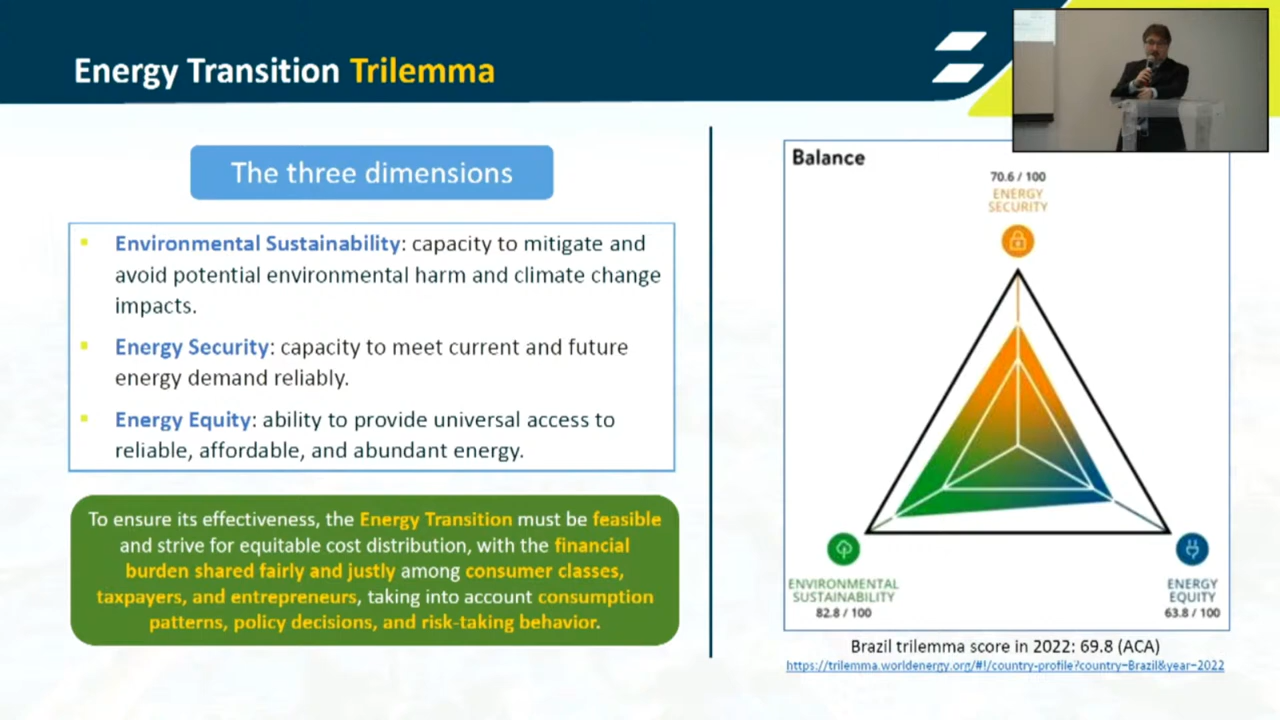 Energy Transition Trilemma
The three dimensions
Environmental Sustainability: capacity to mitigate and
avoid potential environmental harm and climate change
impacts.
Energy Security: capacity to meet current and future
energy demand reliably.
Energy Equity: ability to provide universal access to
reliable, affordable, and abundant energy.
To ensure its effectiveness, the Energy Transition must be feasible
and strive for equitable cost distribution, with the financial
burden shared fairly and justly among consumer classes,
taxpayers, and entrepreneurs, taking into account consumption
patterns, policy decisions, and risk-taking behavior.
Balance
70.6 / 100
ENERGY
SECURITY
ENVIRONMENTAL
SUSTAINABILITY
82.8 / 100
ENERGY
EQUITY
63.8 / 100
Brazil trilemma score in 2022: 69.8 (ACA)
https://trilemma.worldenergy.org/#!/country-profile?country=Brazil&year=2022